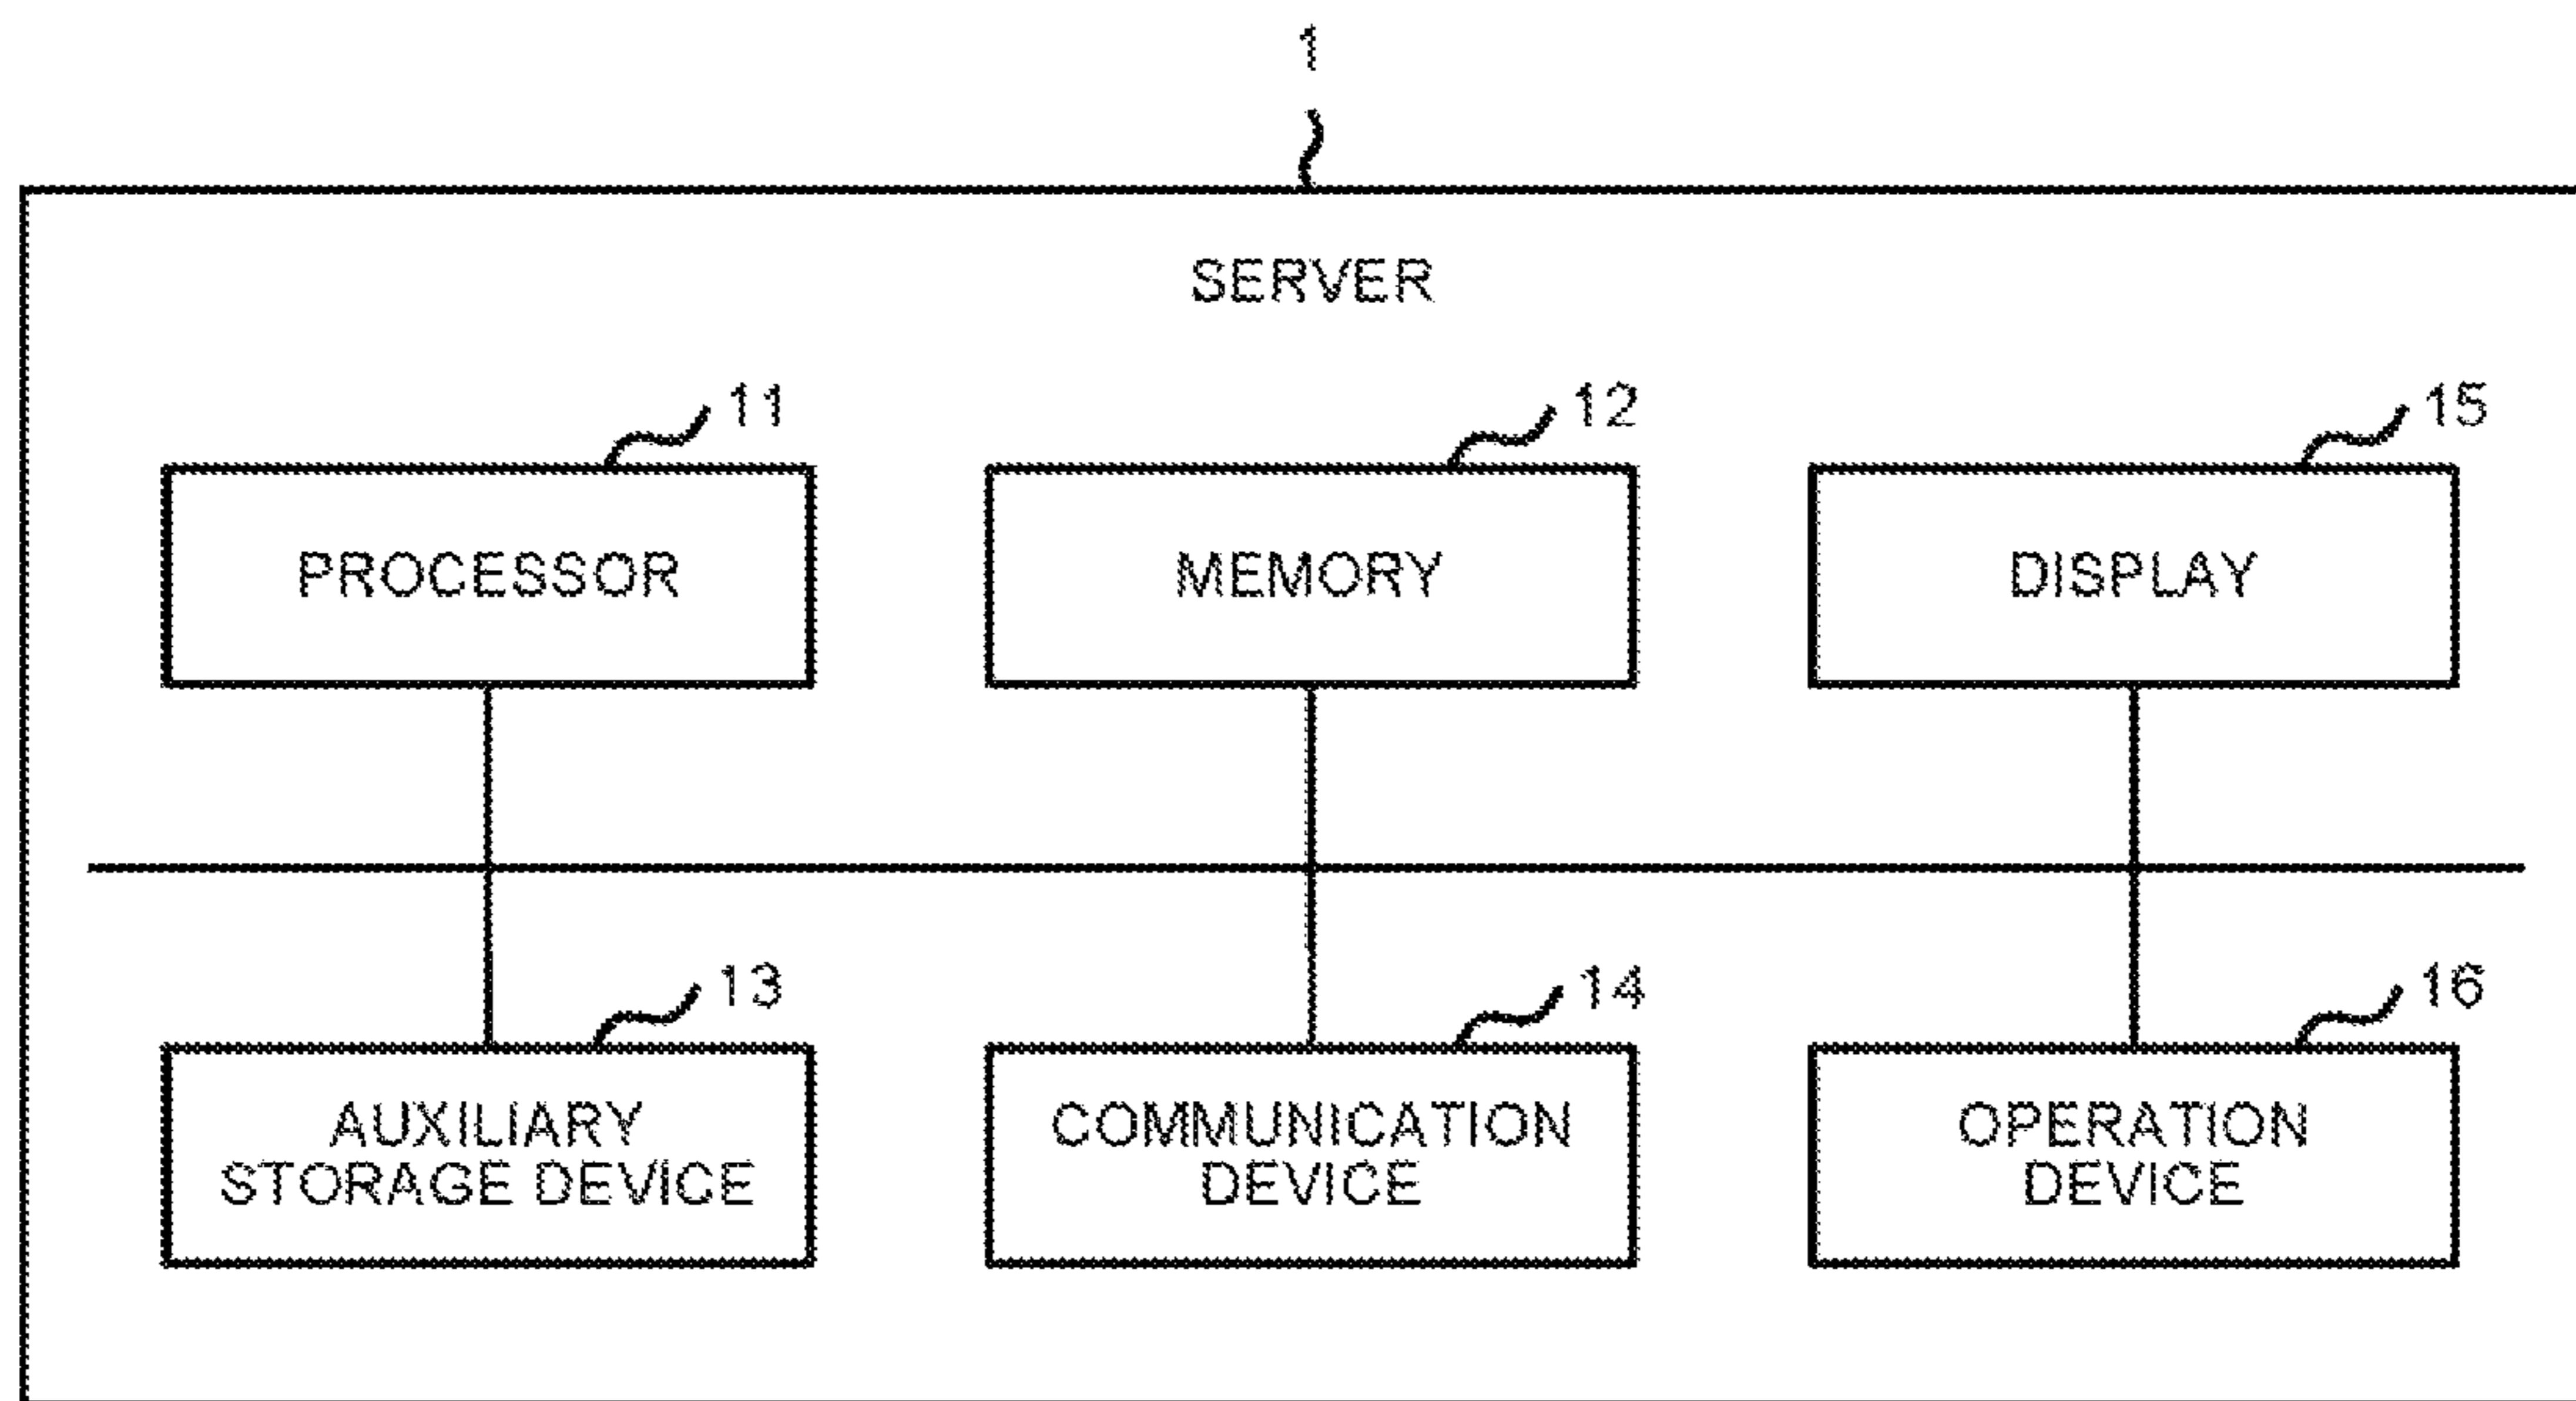 1
SERVER
11
12
15
PROCESSOR
MEMORY
DISPLAY
13
14
16
AUXILIARY
STORAGE DEVICE
COMMUNICATION
DEVICE
OPERATION
DEVICE